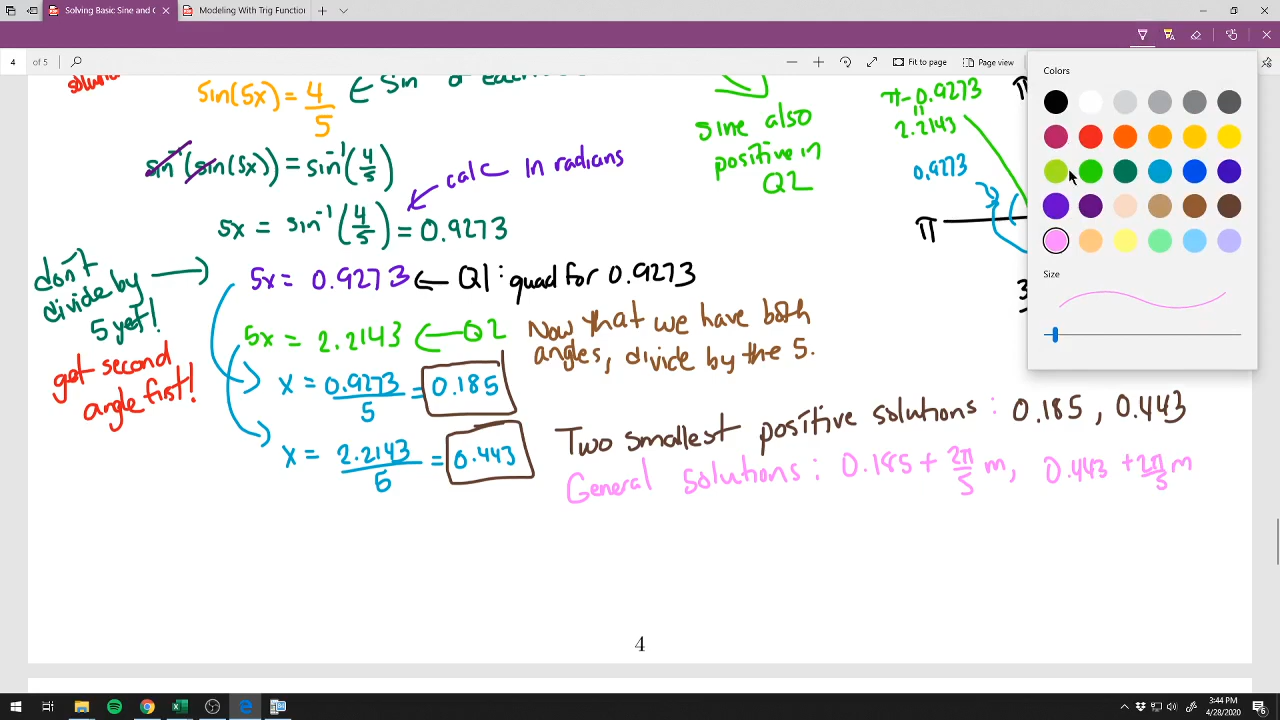 Solving Basic Sine and C
Modeling With Trig Function
4 of 5
Fit to page
Page view
Colors
Size
sin(5x) = 4/5
← Sin
sin⁻¹(sin(5x)) = sin⁻¹(4/5)
calc in radians
5x = sin⁻¹(4/5) = 0.9273
5x = 0.9273 ← Q1: quad for 0.9273
5x = 2.2143 ← Q2
don't
divide by
5 yet!
get second
angle first!
Now that we have both
angles, divide by the 5.
x = 0.9273/5 = 0.185
x = 2.2143/5 = 0.443
sine also
positive in
Q2
π - 0.9273
2.2143
0.9273
π
Two smallest positive solutions : 0.185, 0.443
General Solutions : 0.185 + 2π/5 m, 0.443 + 2π/5 m
4
3:44 PM
4/28/2020